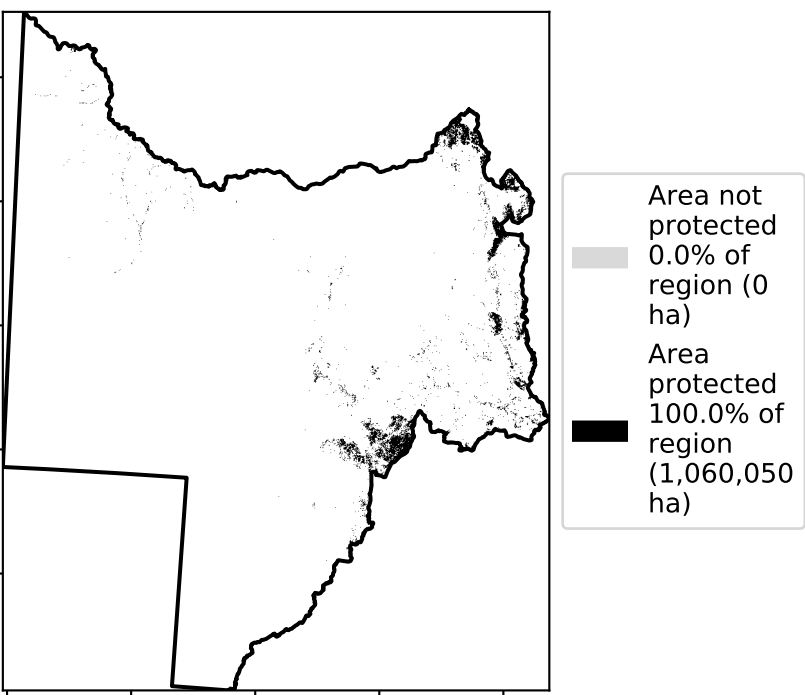 Area not
protected
0.0% of
region (0
ha)
Area
protected
100.0% of
region
(1,060,050
ha)